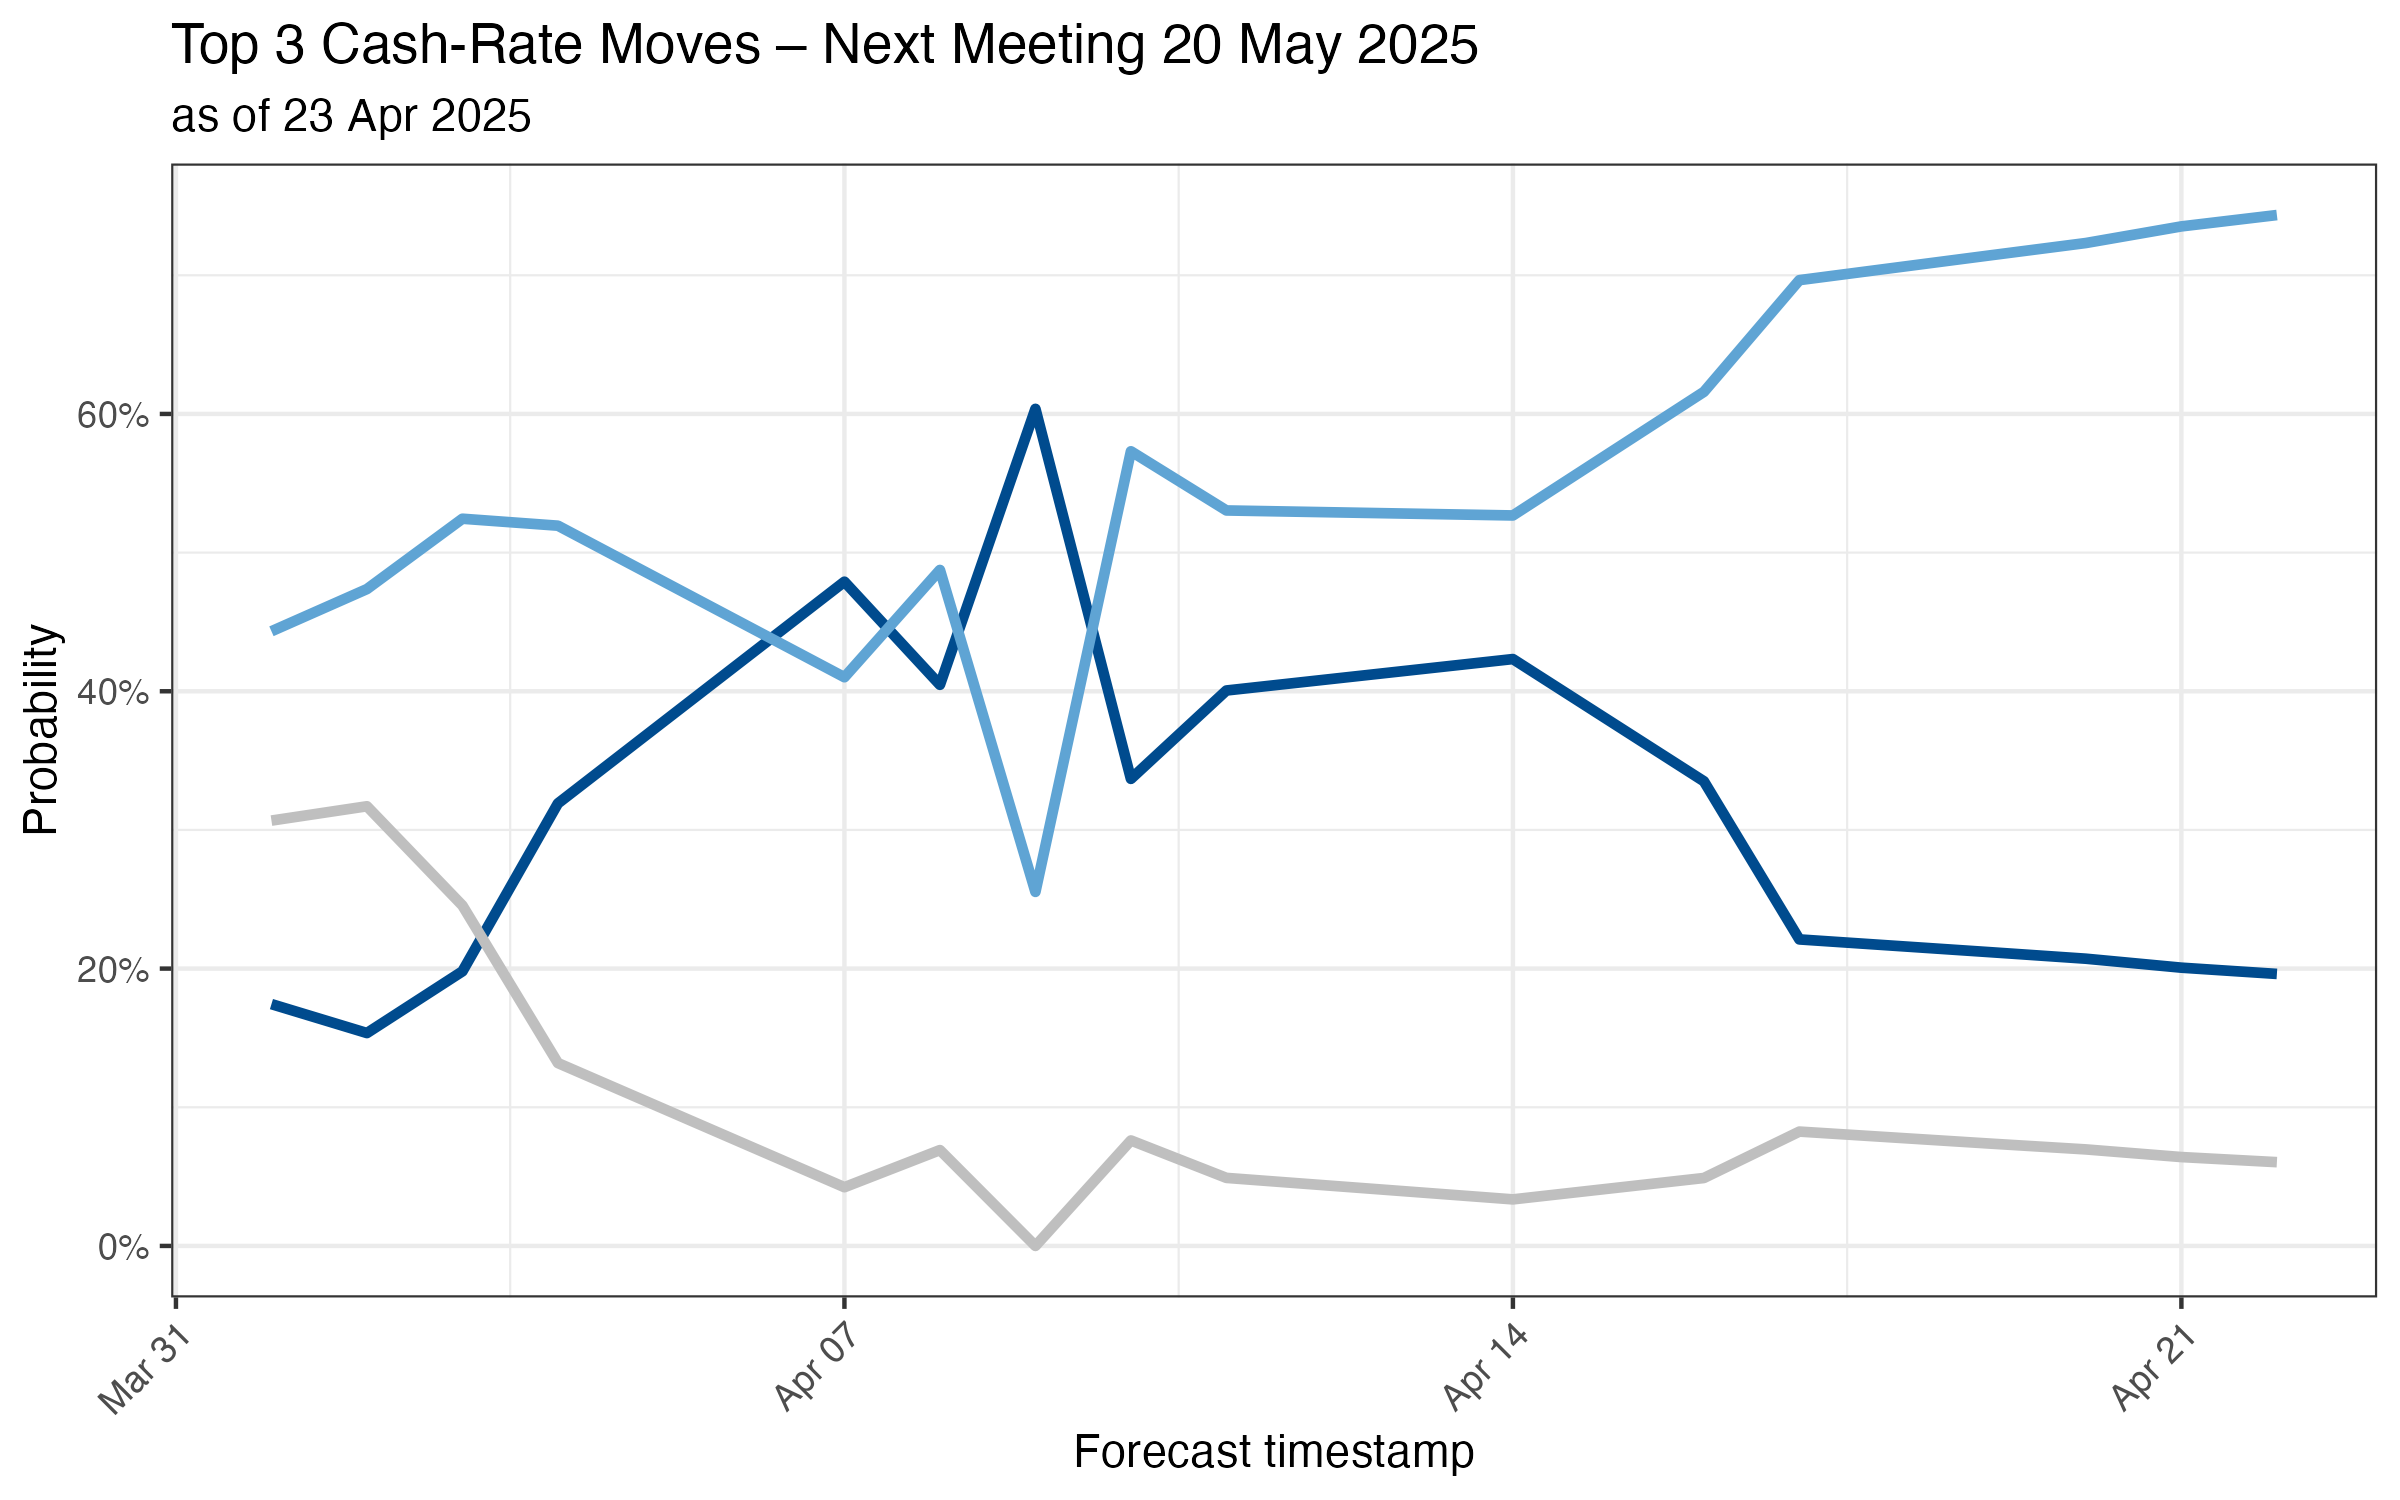 Top 3 Cash-Rate Moves – Next Meeting 20 May 2025
as of 23 Apr 2025
Probability
60%
40%
20%
0%
Mar 31
Apr 07
Apr 14
Apr 21
Forecast timestamp